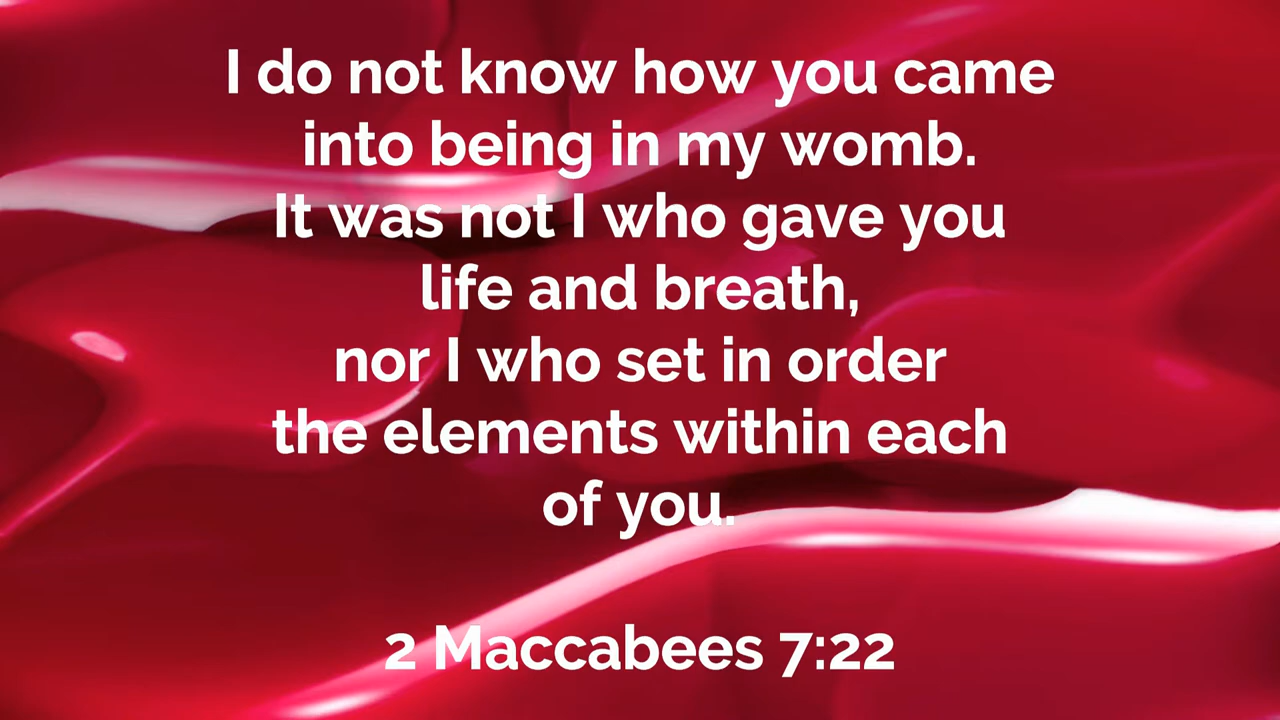 I do not know how you came
into being in my womb.
It was not I who gave you
life and breath,
nor I who set in order
the elements within each
of you.
2 Maccabees 7:22